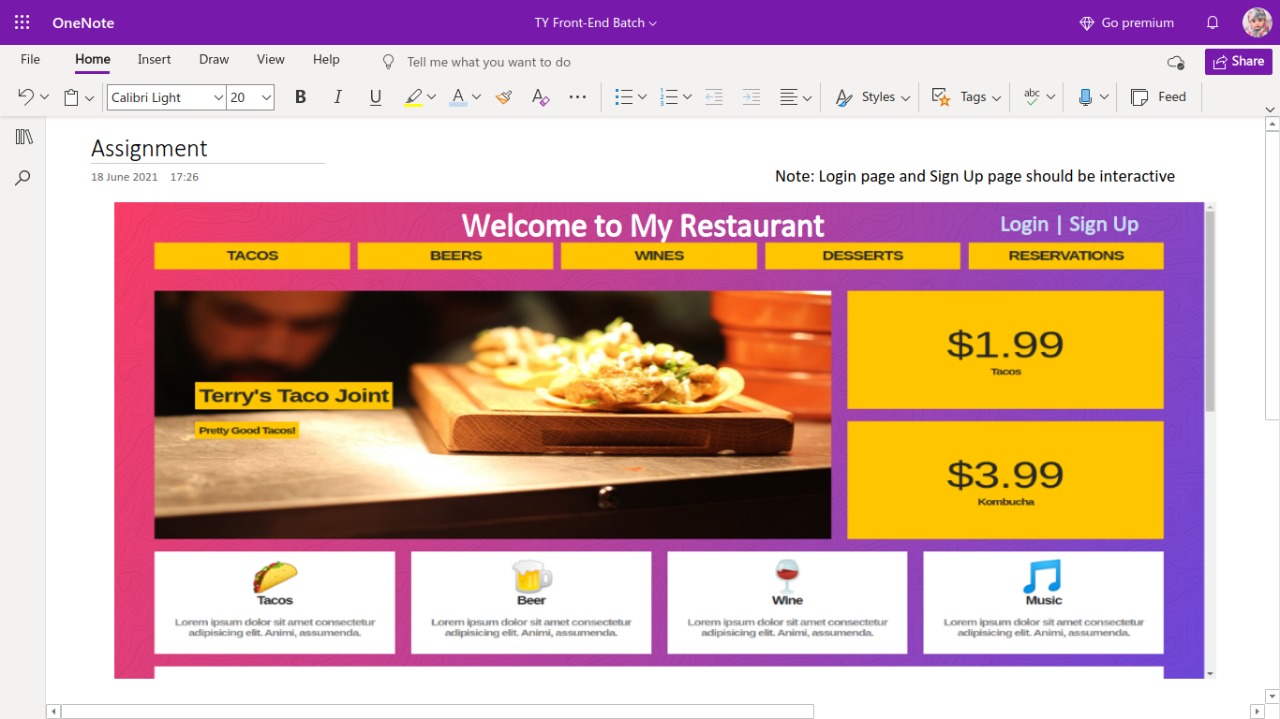 OneNote
TY Front-End Batch
Go premium
File
Home
Insert
Draw
View
Help
Tell me what you want to do
Share
Calibri Light
20
B
I
U
A
A
Styles
Tags
abc
Feed
Assignment
18 June 2021 17:26
Note: Login page and Sign Up page should be interactive
Welcome to My Restaurant
Login | Sign Up
TACOS
BEERS
WINES
DESSERTS
RESERVATIONS
Terry's Taco Joint
Pretty Good Tacos!
$1.99
Tacos
$3.99
Kombucha
Tacos
Lorem ipsum dolor sit amet consectetur
adipisicing elit. Animi, assumenda.
Beer
Lorem ipsum dolor sit amet consectetur
adipisicing elit. Animi, assumenda.
Wine
Lorem ipsum dolor sit amet consectetur
adipisicing elit. Animi, assumenda.
Music
Lorem ipsum dolor sit amet consectetur
adipisicing elit. Animi, assumenda.